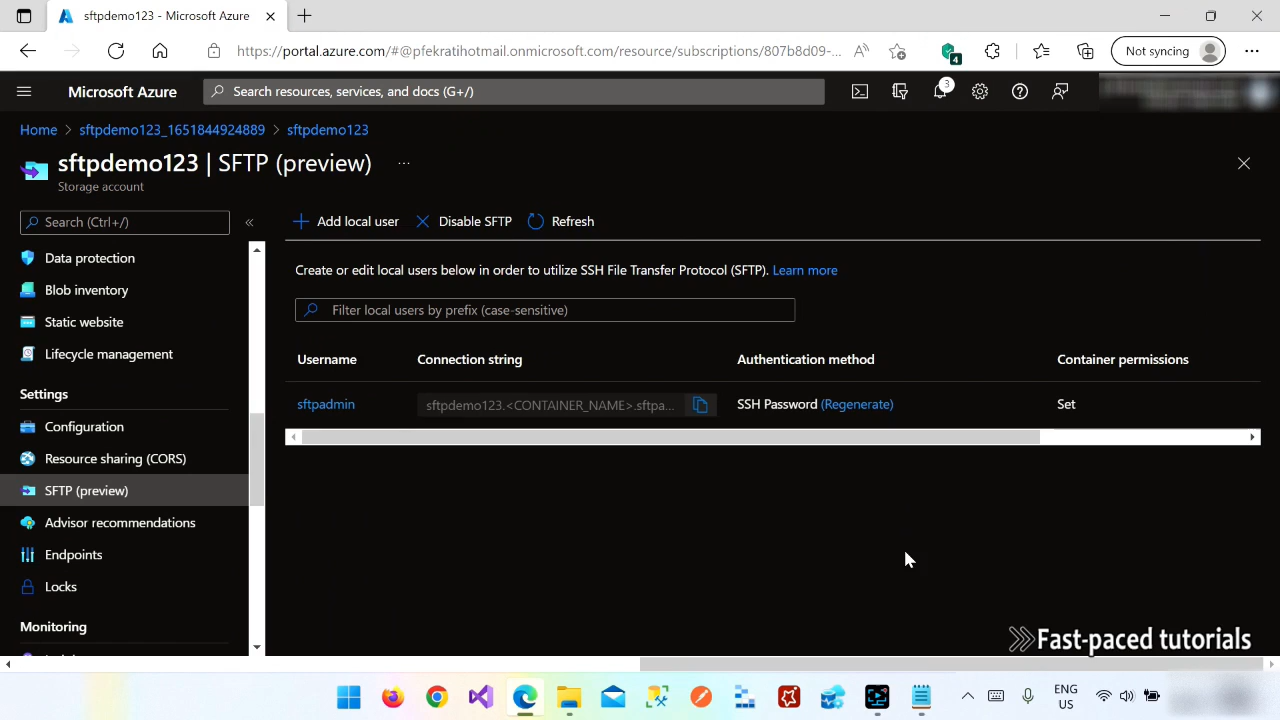 sftpdemo123 - Microsoft Azure
https://portal.azure.com/#@pfekratihotmail.onmicrosoft.com/resource/subscriptions/807b8d09-...
4
Not syncing
Microsoft Azure
Search resources, services, and docs (G+/)
3
Home > sftpdemo123_1651844924889 > sftpdemo123
sftpdemo123 | SFTP (preview) ...
Storage account
Search (Ctrl+/)
«
Add local user
Disable SFTP
Refresh
Data protection
Blob inventory
Static website
Lifecycle management
Settings
Configuration
Resource sharing (CORS)
SFTP (preview)
Advisor recommendations
Endpoints
Locks
Monitoring
Create or edit local users below in order to utilize SSH File Transfer Protocol (SFTP). Learn more
Filter local users by prefix (case-sensitive)
Username Connection string Authentication method Container permissions
sftpadmin sftpdemo123.<CONTAINER_NAME>.sftpa... SSH Password (Regenerate) Set
Fast-paced tutorials
ENG
US